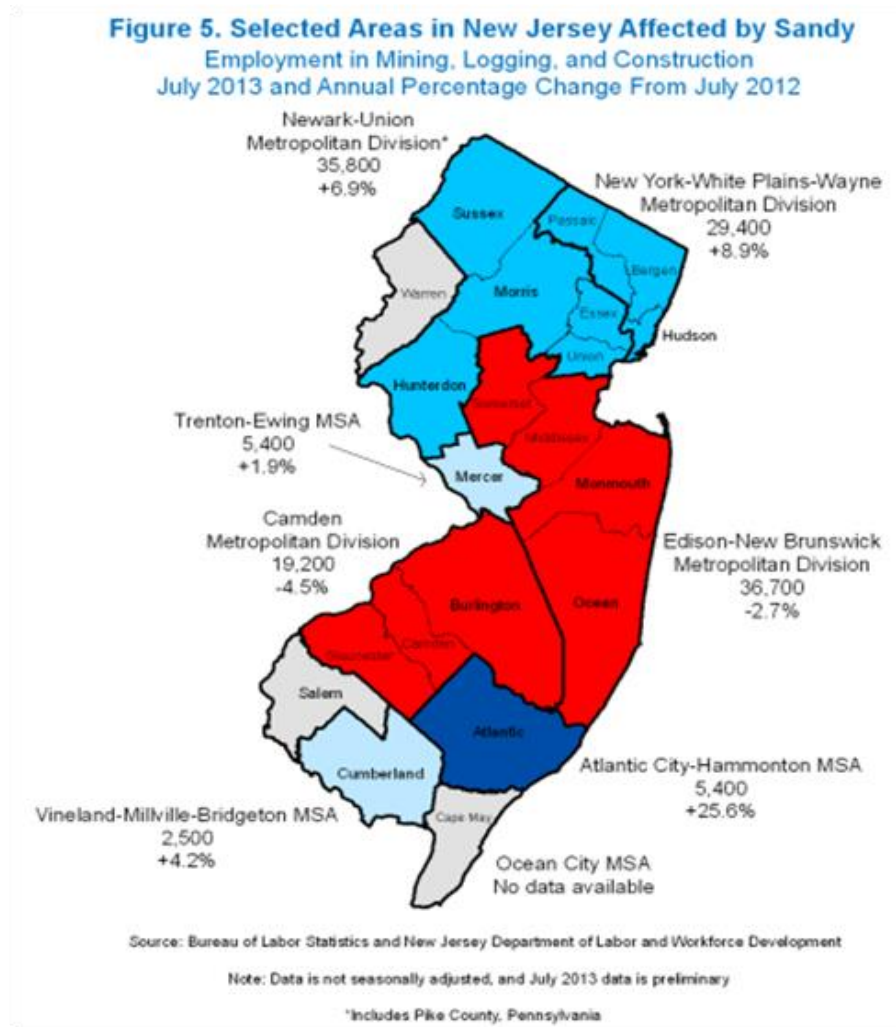 Figure 5. Selected Areas in New Jersey Affected by Sandy
Employment in Mining, Logging, and Construction
July 2013 and Annual Percentage Change From July 2012
Newark-Union
Metropolitan Division*
35,800
+6.9%
New York-White Plains-Wayne
Metropolitan Division
29,400
+8.9%
Sussex
Passaic
Bergen
Warren
Morris
Essex
Hudson
Union
Hunterdon
Somerset
Trenton-Ewing MSA
5,400
+1.9%
Middlesex
Mercer
Monmouth
Camden
Metropolitan Division
19,200
-4.5%
Edison-New Brunswick
Metropolitan Division
36,700
-2.7%
Burlington
Ocean
Camden
Gloucester
Salem
Atlantic
Cumberland
Atlantic City-Hammonton MSA
5,400
+25.6%
Vineland-Millville-Bridgeton MSA
2,500
+4.2%
Cape May
Ocean City MSA
No data available
Source: Bureau of Labor Statistics and New Jersey Department of Labor and Workforce Development
Note: Data is not seasonally adjusted, and July 2013 data is preliminary
*Includes Pike County, Pennsylvania